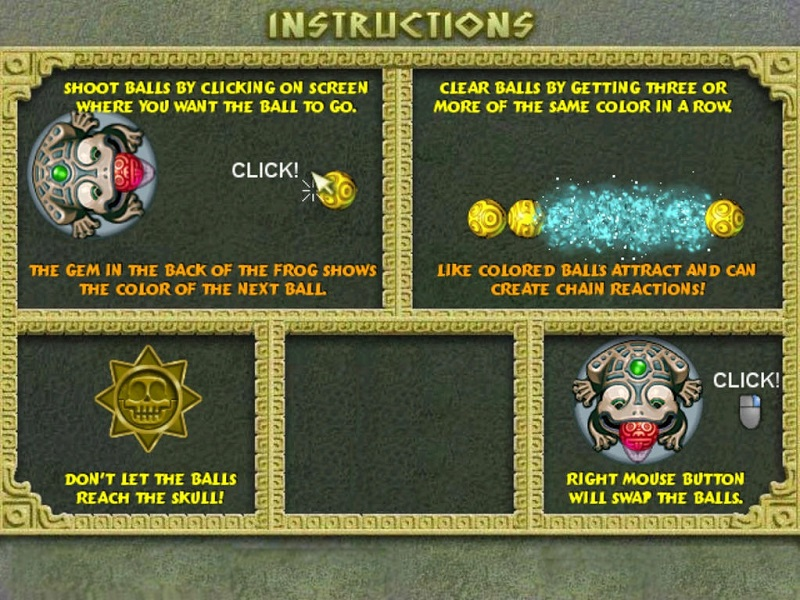 INSTRUCTIONS
SHOOT BALLS BY CLICKING ON SCREEN
WHERE YOU WANT THE BALL TO GO.
CLICK!
THE GEM IN THE BACK OF THE FROG SHOWS
THE COLOR OF THE NEXT BALL.
CLEAR BALLS BY GETTING THREE OR
MORE OF THE SAME COLOR IN A ROW.
LIKE COLORED BALLS ATTRACT AND CAN
CREATE CHAIN REACTIONS!
DON'T LET THE BALLS
REACH THE SKULL!
CLICK!
RIGHT MOUSE BUTTON
WILL SWAP THE BALLS.